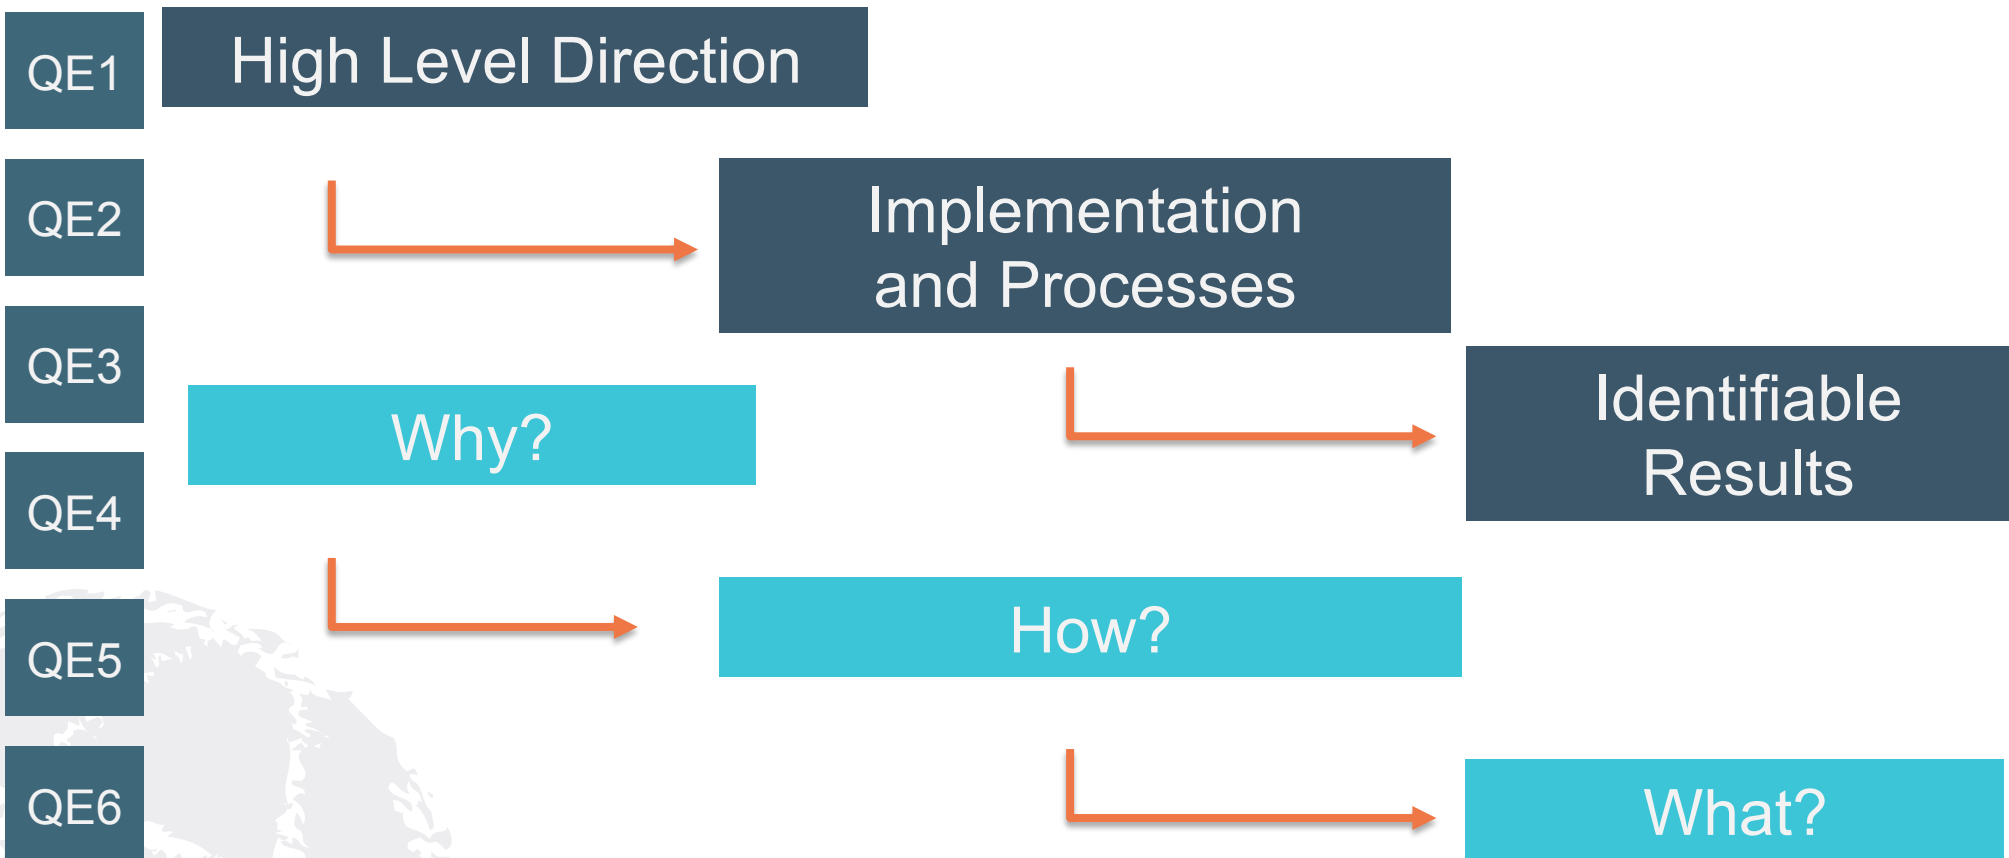 QE1
High Level Direction
QE2
Implementation
and Processes
QE3
Identifiable
Results
Why?
QE4
How?
QE5
QE6
What?